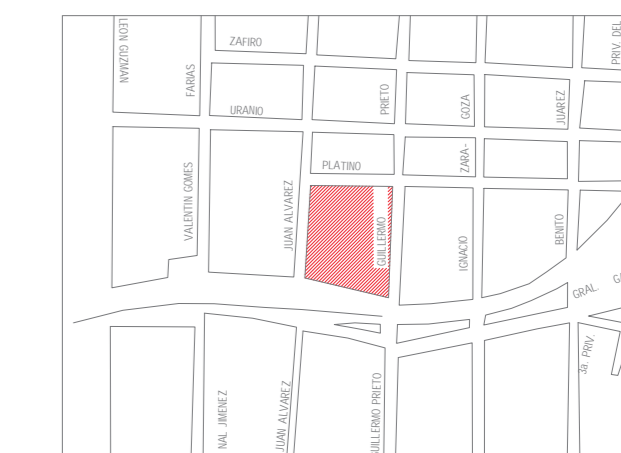 LEON GUZMAN
ZAFIRO
PRIV. DEL
FARIAS
URANIO
PRIETO
GOZA
JUAREZ
PLATINO
ZARA-
VALENTIN GOMES
JUAN ALVAREZ
GUILLERMO
IGNACIO
BENITO
GRAL. G
3a. PRIV.
NAL JIMENEZ
JUAN ALVAREZ
UILLERMO PRIETO